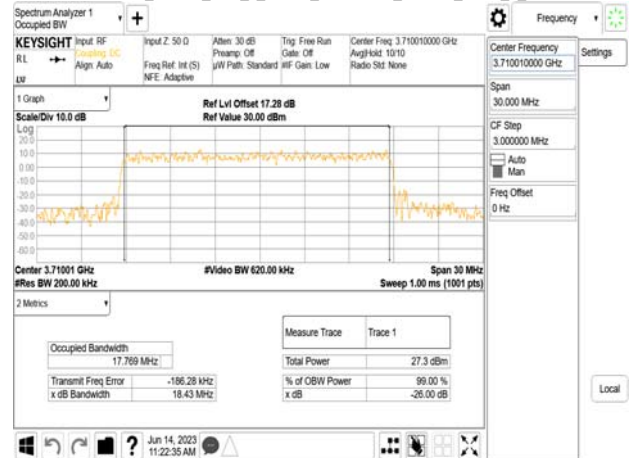 Spectrum Analyzer 1
Occupied BW
Frequency
KEYSIGHT
Input: RF
Coupling: DC
Align: Auto
Input Z: 50 Ω
Freq Ref: Int (S)
NFE: Adaptive
Atten: 30 dB
Preamp: Off
µW Path: Standard
Trig: Free Run
Gate: Off
#IF Gain: Low
Center Freq: 3.710010000 GHz
Avg|Hold: 10/10
Radio Std: None
RL
LV
Center Frequency
3.710010000 GHz
Settings
Span
30.000 MHz
CF Step
3.000000 MHz
Auto
Man
Freq Offset
0 Hz
Local
1 Graph
Scale/Div 10.0 dB
Ref Lvl Offset 17.28 dB
Ref Value 30.00 dBm
Log
20.0
10.0
0.00
-10.0
-20.0
-30.0
-40.0
-50.0
-60.0
Center 3.71001 GHz
#Video BW 620.00 kHz
Span 30 MHz
#Res BW 200.00 kHz
Sweep 1.00 ms (1001 pts)
2 Metrics
Measure Trace
Trace 1
Occupied Bandwidth
17.769 MHz
Total Power
27.3 dBm
Transmit Freq Error
-186.28 kHz
% of OBW Power
99.00 %
x dB Bandwidth
18.43 MHz
x dB
-26.00 dB
?
Jun 14, 2023
11:22:35 AM